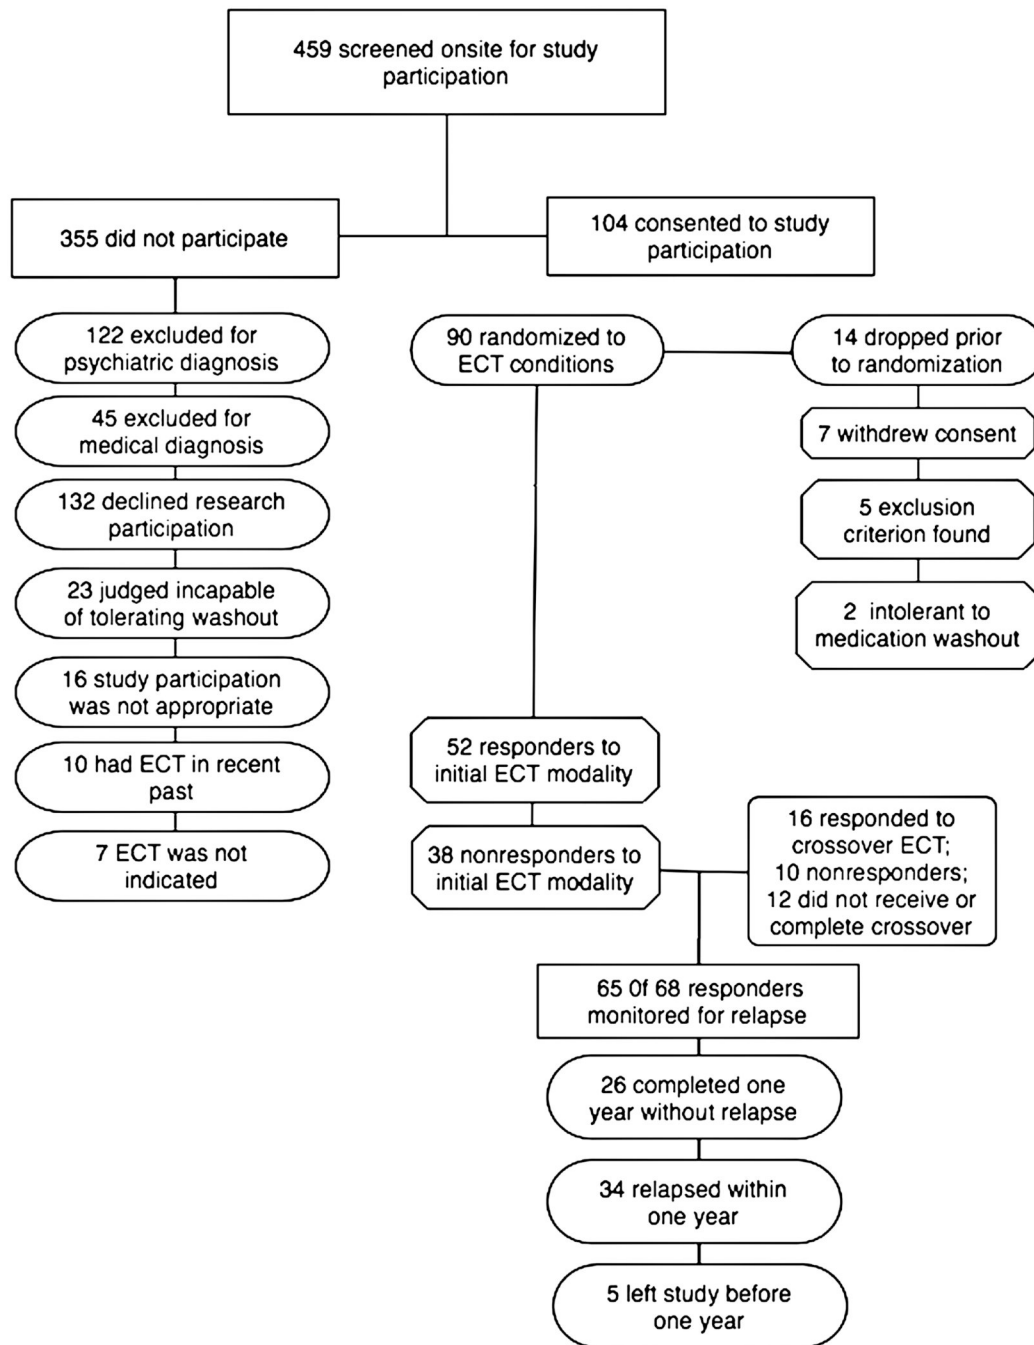 459 screened onsite for study
participation
355 did not participate
104 consented to study
participation
122 excluded for
psychiatric diagnosis
45 excluded for
medical diagnosis
132 declined research
participation
23 judged incapable
of tolerating washout
16 study participation
was not appropriate
10 had ECT in recent
past
7 ECT was not
indicated
90 randomized to
ECT conditions
14 dropped prior
to randomization
7 withdrew consent
5 exclusion
criterion found
2 intolerant to
medication washout
52 responders to
initial ECT modality
38 nonresponders to
initial ECT modality
16 responded to
crossover ECT;
10 nonresponders;
12 did not receive or
complete crossover
65 0f 68 responders
monitored for relapse
26 completed one
year without relapse
34 relapsed within
one year
5 left study before
one year